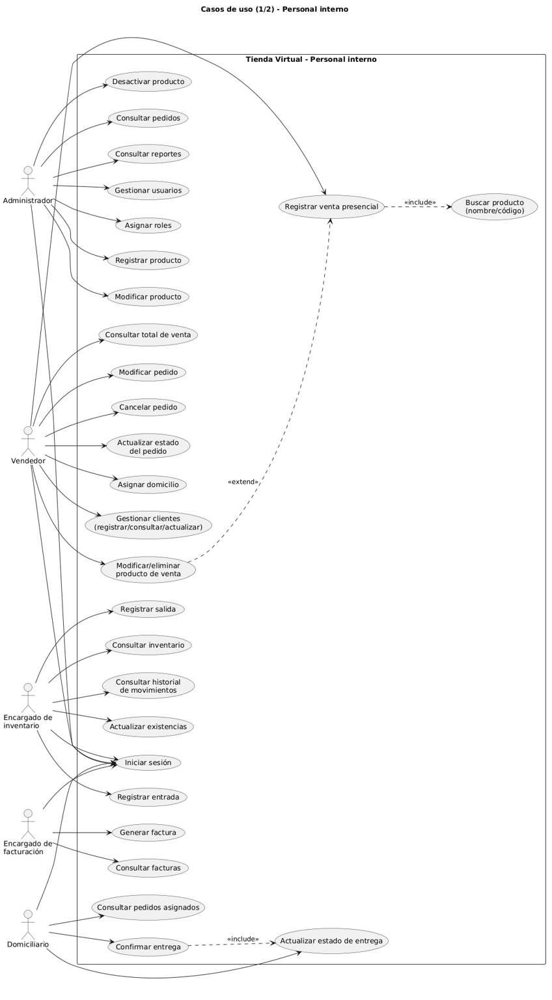 Casos de uso (1/2) - Personal interno
Tienda Virtual - Personal interno
Desactivar producto
Consultar pedidos
Consultar reportes
Gestionar usuarios
Administrador
Asignar roles
Registrar venta presencial
«include»
Buscar producto
(nombre/código)
Registrar producto
Modificar producto
Consultar total de venta
Modificar pedido
Cancelar pedido
Actualizar estado
del pedido
Vendedor
Asignar domicilio
«extend»
Gestionar clientes
(registrar/consultar/actualizar)
Modificar/eliminar
producto de venta
Registrar salida
Consultar inventario
Consultar historial
de movimientos
Encargado de
inventario
Actualizar existencias
Iniciar sesión
Registrar entrada
Generar factura
Encargado de
facturación
Consultar facturas
Consultar pedidos asignados
Domiciliario
Confirmar entrega
«include»
Actualizar estado de entrega